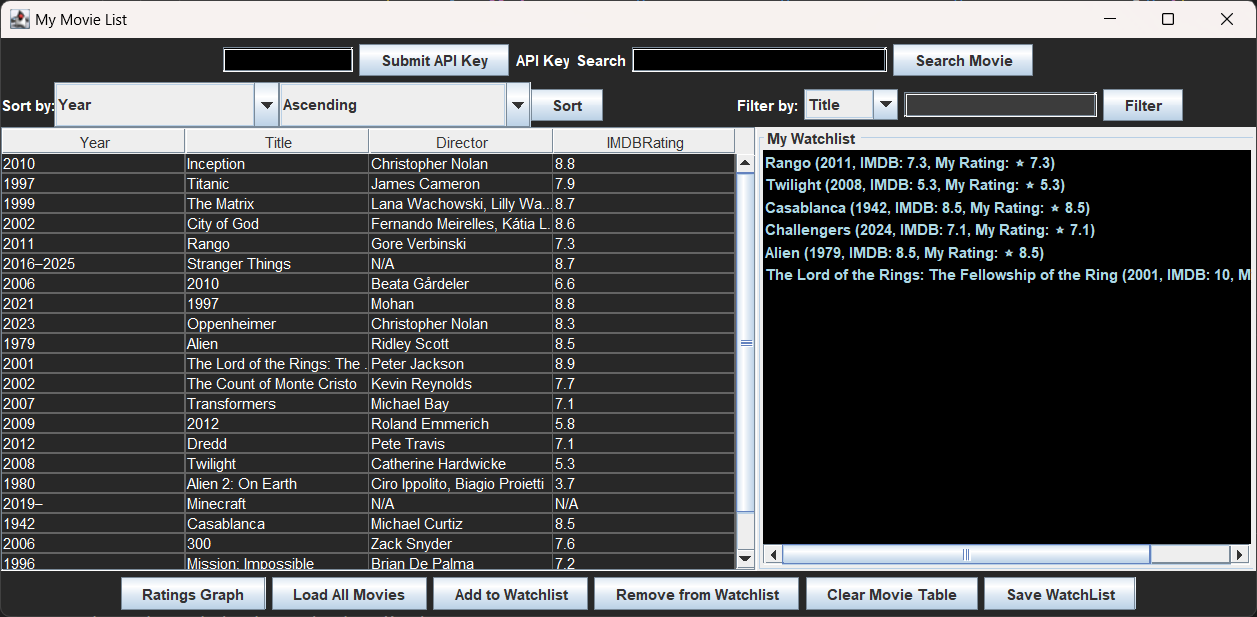 My Movie List
Submit API Key API Key Search Search Movie
Sort by: Year Ascending Sort Filter by: Title Filter
Year Title Director IMDBRating
2010 Inception Christopher Nolan 8.8
1997 Titanic James Cameron 7.9
1999 The Matrix Lana Wachowski, Lilly Wa... 8.7
2002 City of God Fernando Meirelles, Kátia L. 8.6
2011 Rango Gore Verbinski 7.3
2016–2025 Stranger Things N/A 8.7
2006 2010 Beata Gårdeler 6.6
2021 1997 Mohan 8.8
2023 Oppenheimer Christopher Nolan 8.3
1979 Alien Ridley Scott 8.5
2001 The Lord of the Rings: The . Peter Jackson 8.9
2002 The Count of Monte Cristo Kevin Reynolds 7.7
2007 Transformers Michael Bay 7.1
2009 2012 Roland Emmerich 5.8
2012 Dredd Pete Travis 7.1
2008 Twilight Catherine Hardwicke 5.3
1980 Alien 2: On Earth Ciro Ippolito, Biagio Proietti 3.7
2019– Minecraft N/A N/A
1942 Casablanca Michael Curtiz 8.5
2006 300 Zack Snyder 7.6
1996 Mission: Impossible Brian De Palma 7.2
My Watchlist
Rango (2011, IMDB: 7.3, My Rating: ★ 7.3)
Twilight (2008, IMDB: 5.3, My Rating: ★ 5.3)
Casablanca (1942, IMDB: 8.5, My Rating: ★ 8.5)
Challengers (2024, IMDB: 7.1, My Rating: ★ 7.1)
Alien (1979, IMDB: 8.5, My Rating: ★ 8.5)
The Lord of the Rings: The Fellowship of the Ring (2001, IMDB: 10, M
Ratings Graph Load All Movies Add to Watchlist Remove from Watchlist Clear Movie Table Save WatchList